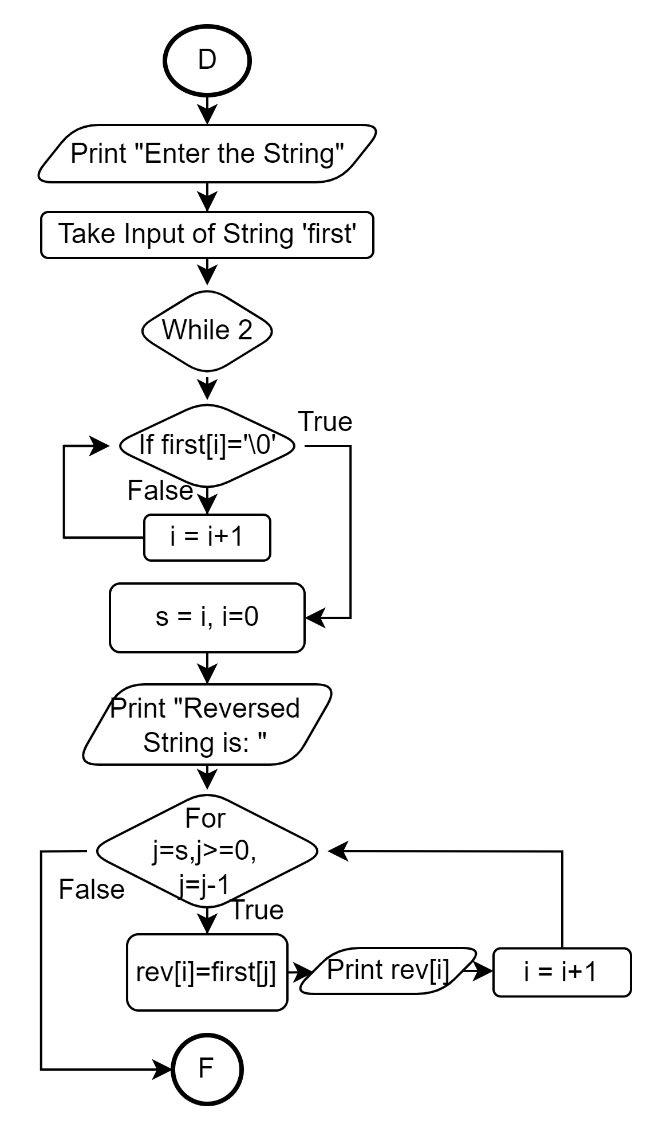 D
Print "Enter the String"
Take Input of String 'first'
While 2
True
If first[i]='\0'
False
i = i+1
s = i, i=0
Print "Reversed
String is: "
For
j=s,j>=0,
j=j-1
False
True
rev[i]=first[j]
Print rev[i]
i = i+1
F